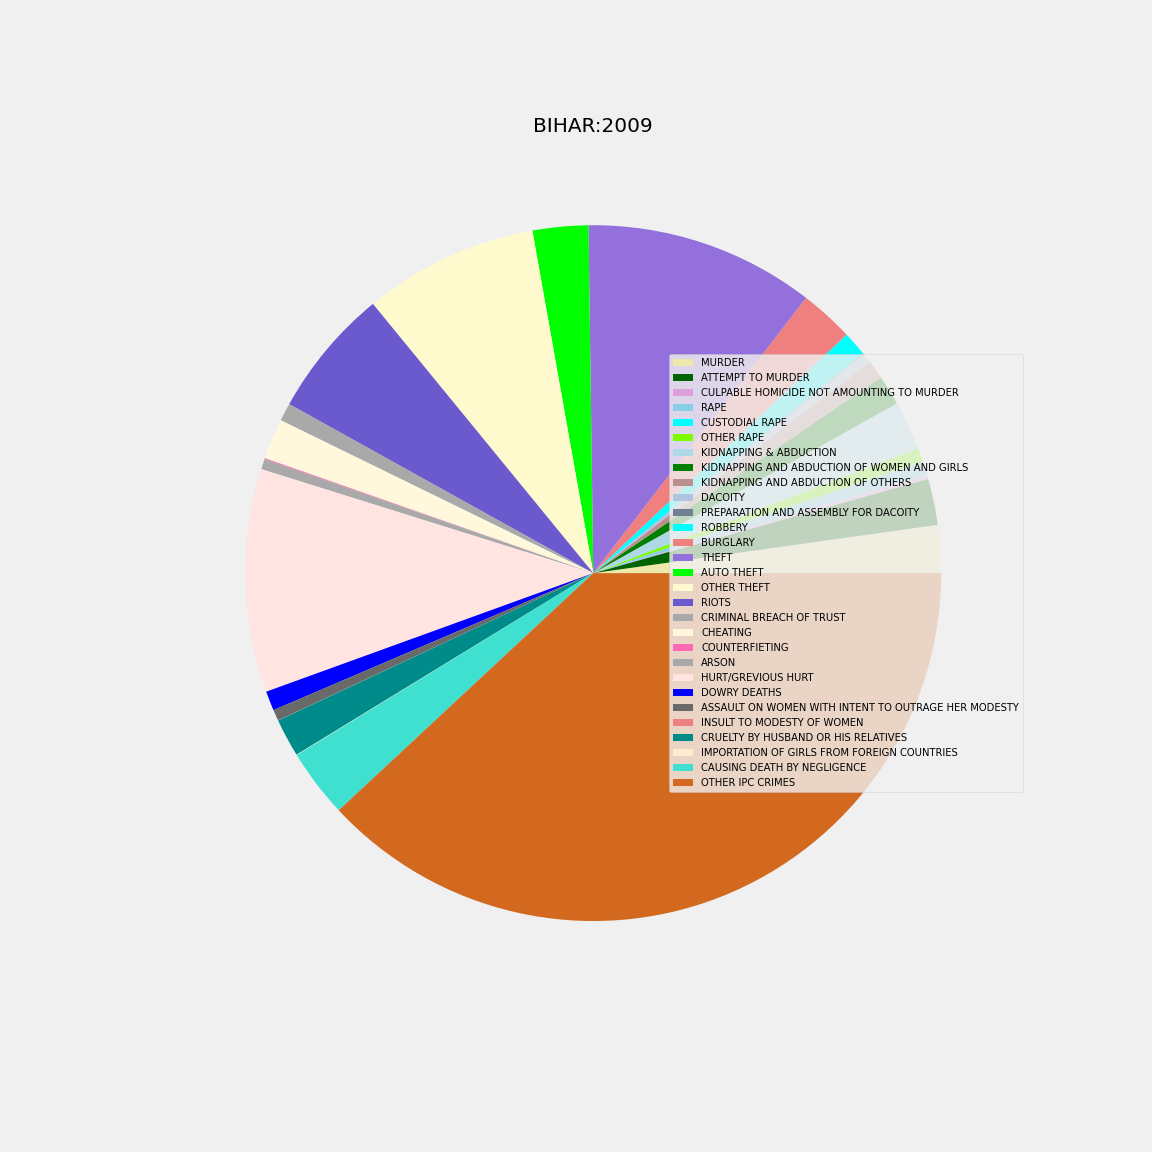 BIHAR:2009
MURDER
ATTEMPT TO MURDER
CULPABLE HOMICIDE NOT AMOUNTING TO MURDER
RAPE
CUSTODIAL RAPE
OTHER RAPE
KIDNAPPING & ABDUCTION
KIDNAPPING AND ABDUCTION OF WOMEN AND GIRLS
KIDNAPPING AND ABDUCTION OF OTHERS
DACOITY
PREPARATION AND ASSEMBLY FOR DACOITY
ROBBERY
BURGLARY
THEFT
AUTO THEFT
OTHER THEFT
RIOTS
CRIMINAL BREACH OF TRUST
CHEATING
COUNTERFIETING
ARSON
HURT/GREVIOUS HURT
DOWRY DEATHS
ASSAULT ON WOMEN WITH INTENT TO OUTRAGE HER MODESTY
INSULT TO MODESTY OF WOMEN
CRUELTY BY HUSBAND OR HIS RELATIVES
IMPORTATION OF GIRLS FROM FOREIGN COUNTRIES
CAUSING DEATH BY NEGLIGENCE
OTHER IPC CRIMES